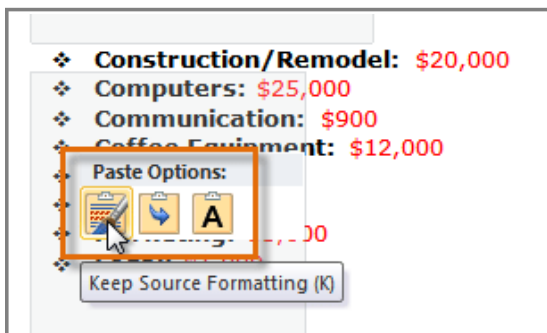 ❖ Construction/Remodel: $20,000
❖ Computers: $25,000
❖ Communication: $900
❖ Coffee Equipment: $12,000
Paste Options:
A
Keep Source Formatting (K)